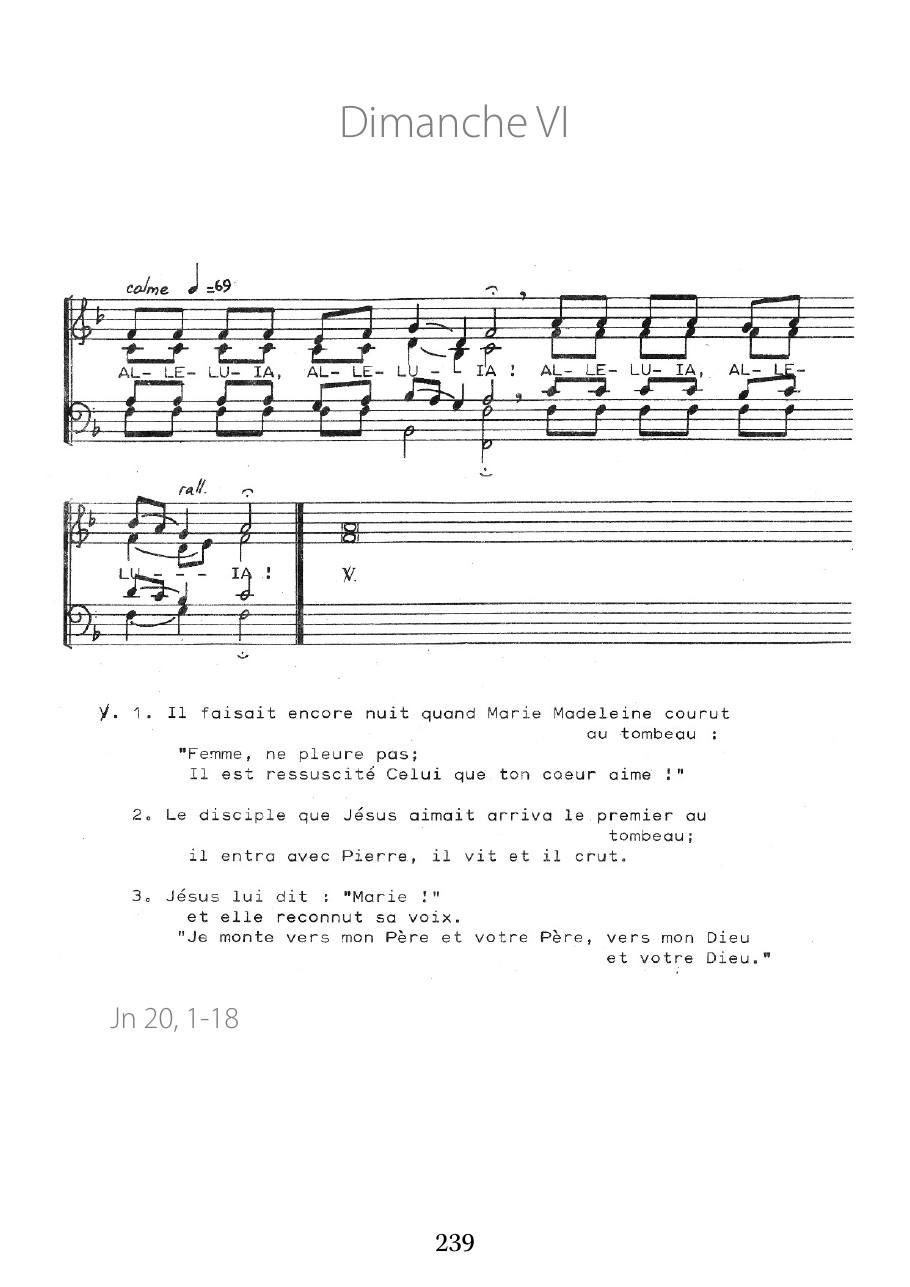 Dimanche VI
calme =69
AL- LE- LU- IA, AL- LE- LU - - IA ! AL- LE- LU- IA, AL- LE-
rall.
LU - - - IA ! V.
V. 1. Il faisait encore nuit quand Marie Madeleine courut
au tombeau :
"Femme, ne pleure pas;
Il est ressuscité Celui que ton coeur aime !"
2. Le disciple que Jésus aimait arriva le premier au
tombeau;
il entra avec Pierre, il vit et il crut.
3. Jésus lui dit : "Marie !"
et elle reconnut sa voix.
"Je monte vers mon Père et votre Père, vers mon Dieu
et votre Dieu."
Jn 20, 1-18
239